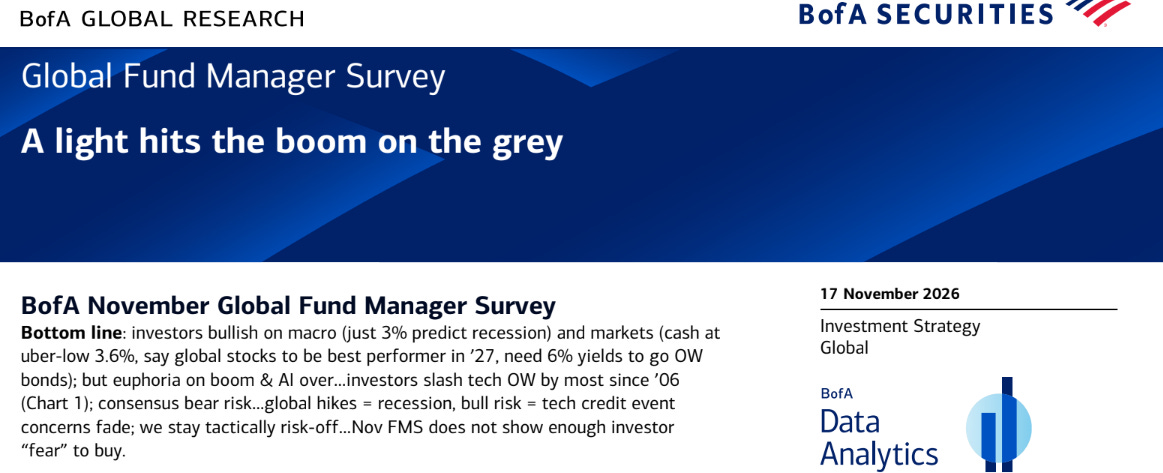 BofA GLOBAL RESEARCH
BofA SECURITIES
Global Fund Manager Survey
A light hits the boom on the grey
BofA November Global Fund Manager Survey
Bottom line: investors bullish on macro (just 3% predict recession) and markets (cash at
uber-low 3.6%, say global stocks to be best performer in ’27, need 6% yields to go OW
bonds); but euphoria on boom & AI over...investors slash tech OW by most since ’06
(Chart 1); consensus bear risk...global hikes = recession, bull risk = tech credit event
concerns fade; we stay tactically risk-off...Nov FMS does not show enough investor
“fear” to buy.
17 November 2026
Investment Strategy
Global
BofA
Data
Analytics